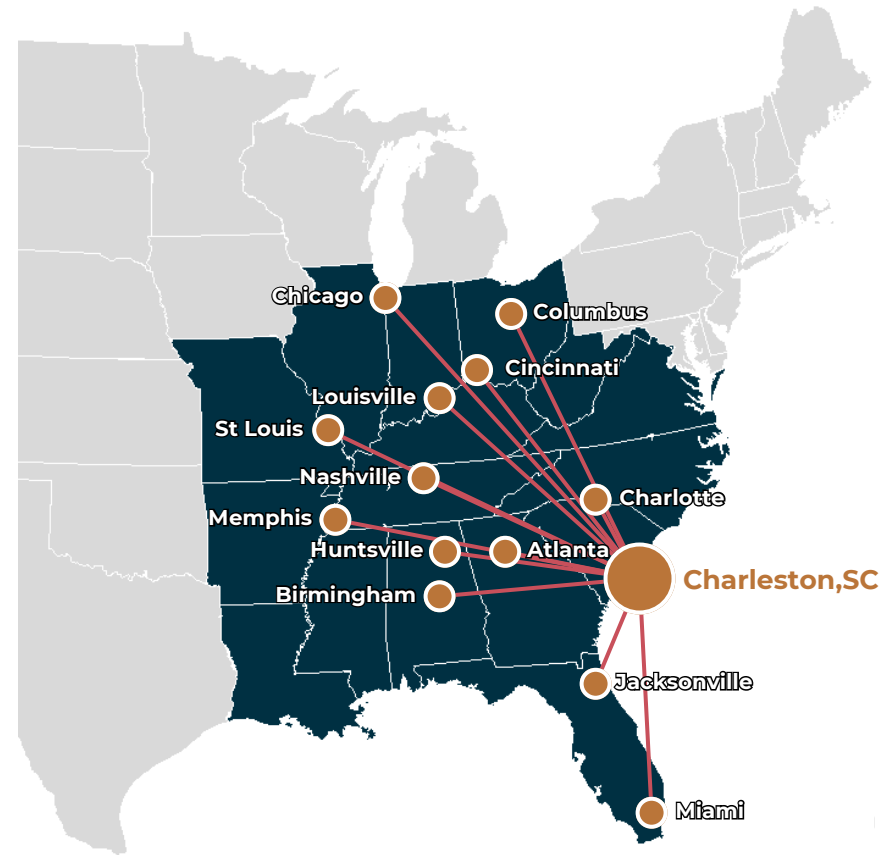 Chicago
Columbus
Cincinnati
Louisville
St Louis
Nashville
Charlotte
Memphis
Huntsville
Atlanta
Charleston,SC
Birmingham
Jacksonville
Miami